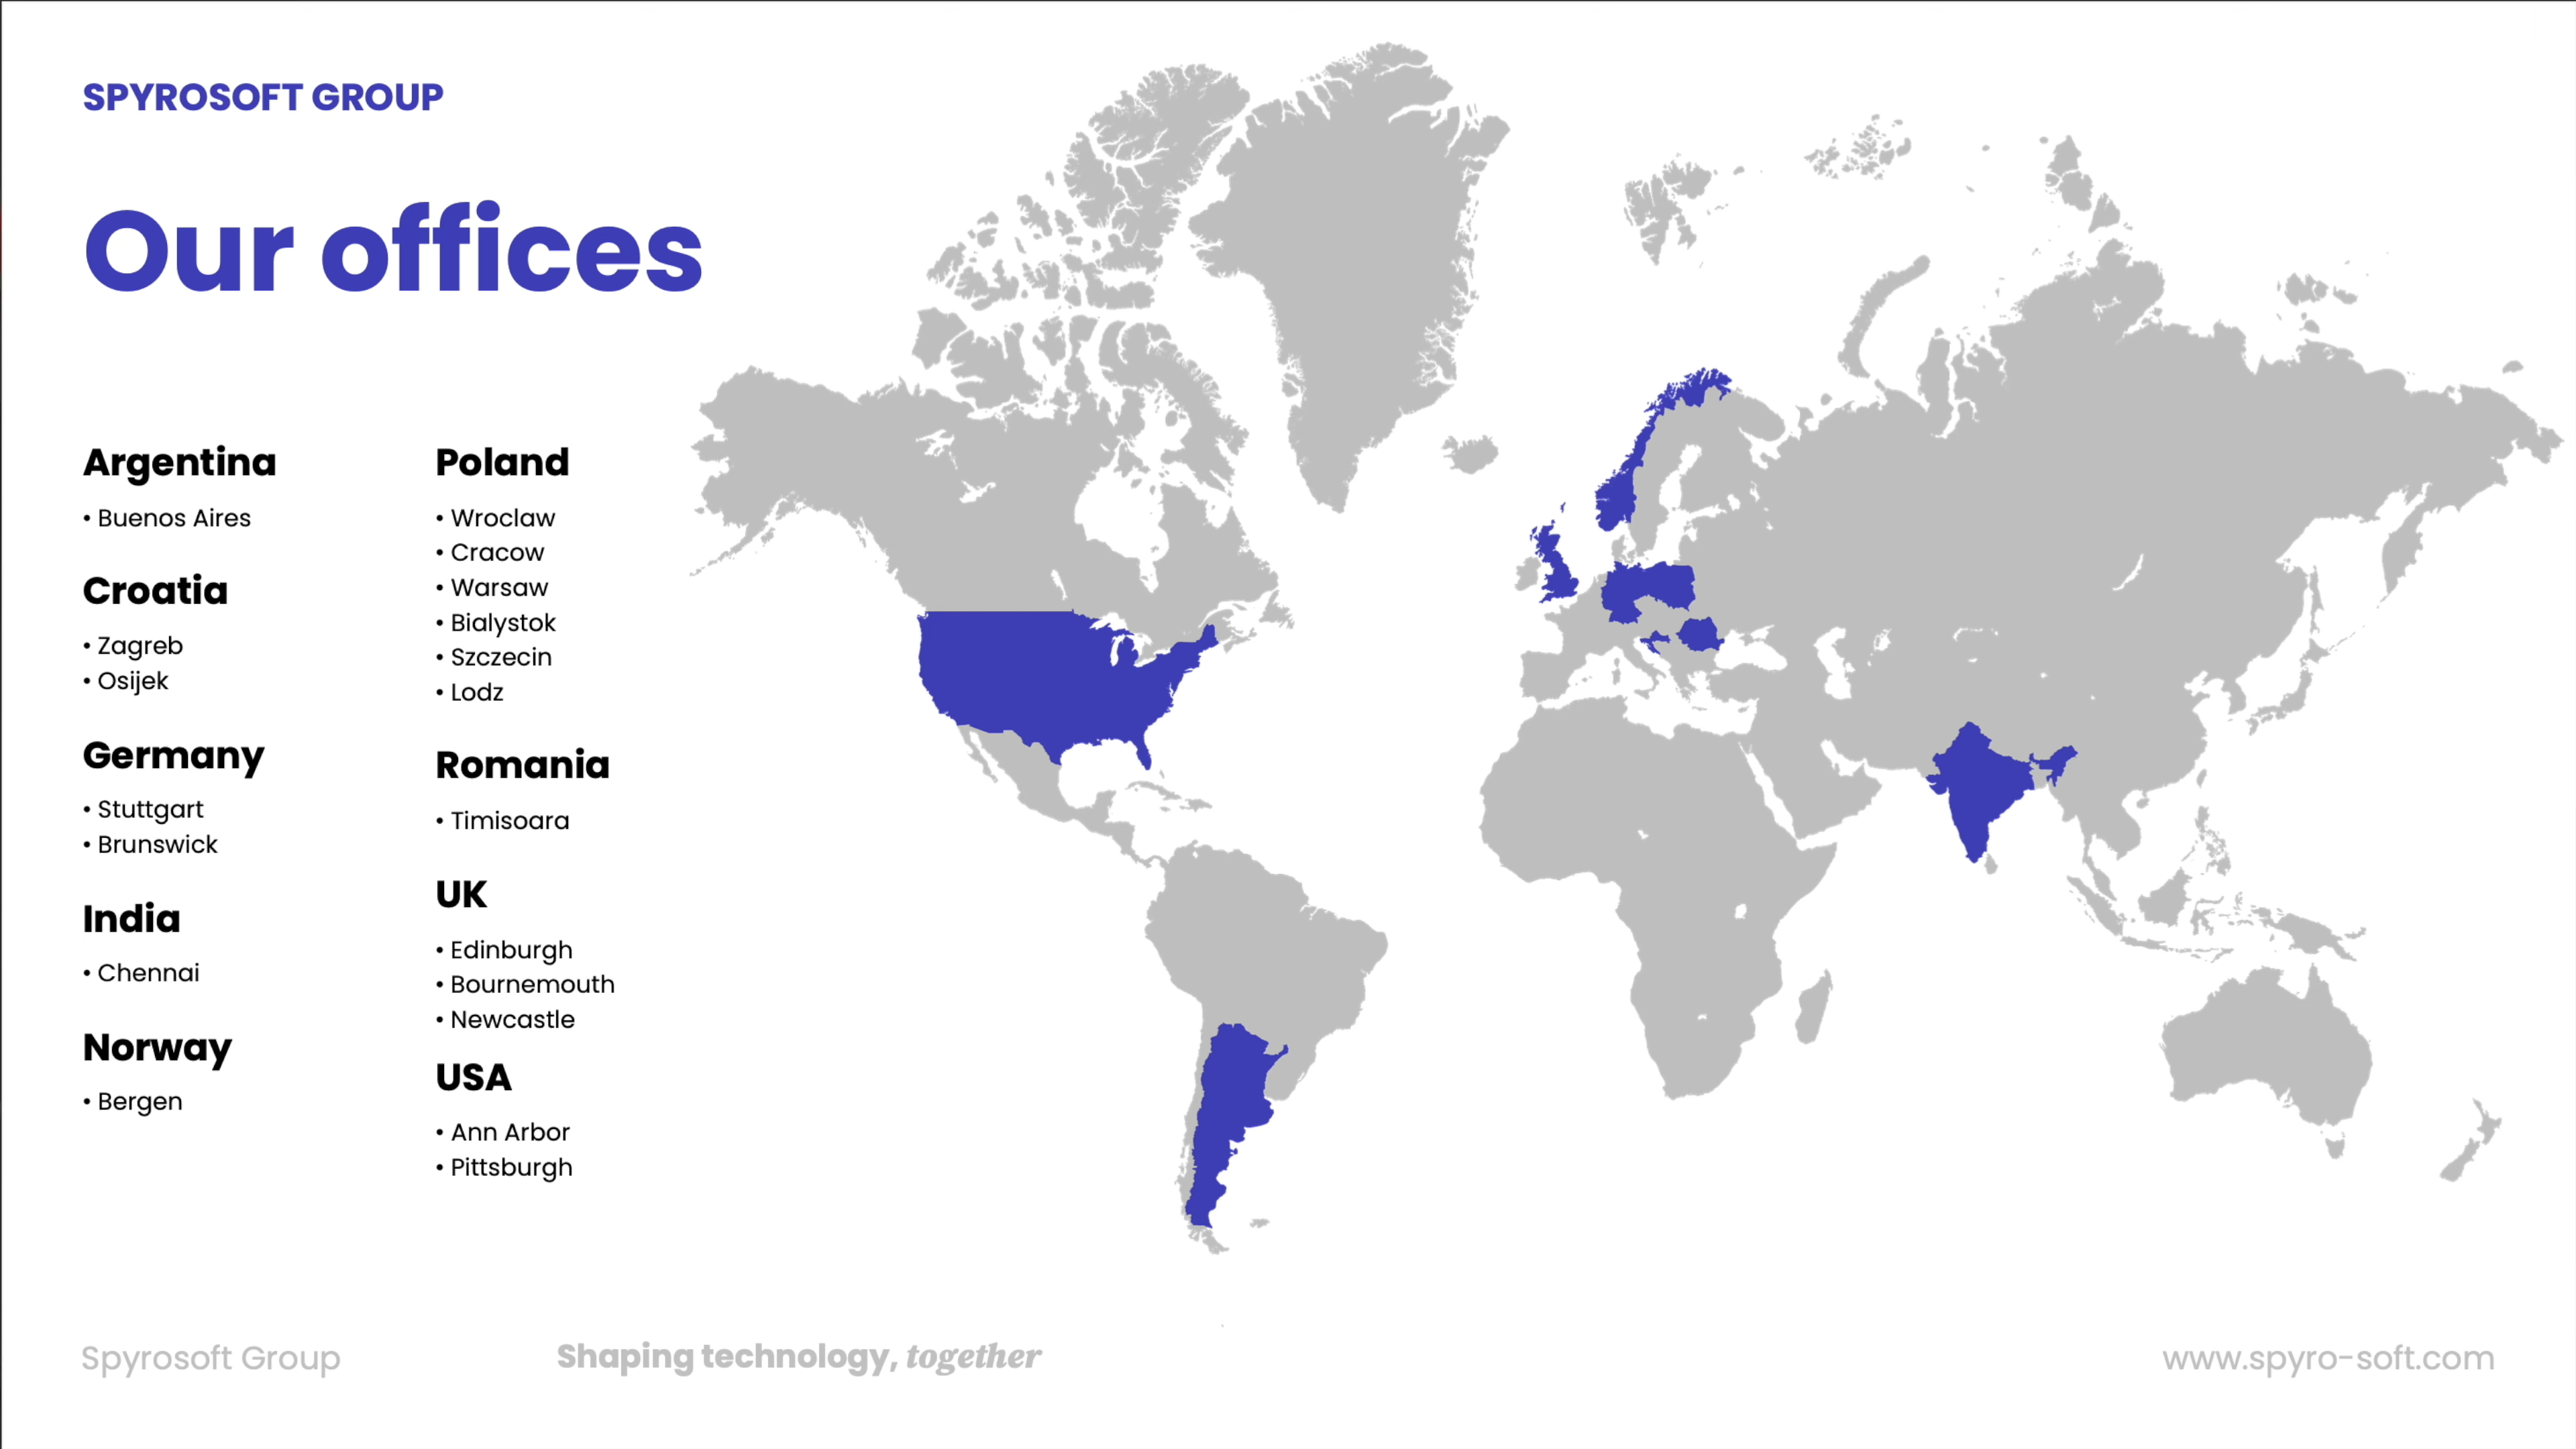 SPYROSOFT GROUP
Our offices
Argentina
• Buenos Aires
Croatia
• Zagreb
• Osijek
Germany
• Stuttgart
• Brunswick
India
• Chennai
Norway
• Bergen
Poland
• Wroclaw
• Cracow
• Warsaw
• Bialystok
• Szczecin
• Lodz
Romania
• Timisoara
UK
• Edinburgh
• Bournemouth
• Newcastle
USA
• Ann Arbor
• Pittsburgh
Spyrosoft Group
Shaping technology, together
www.spyro-soft.com